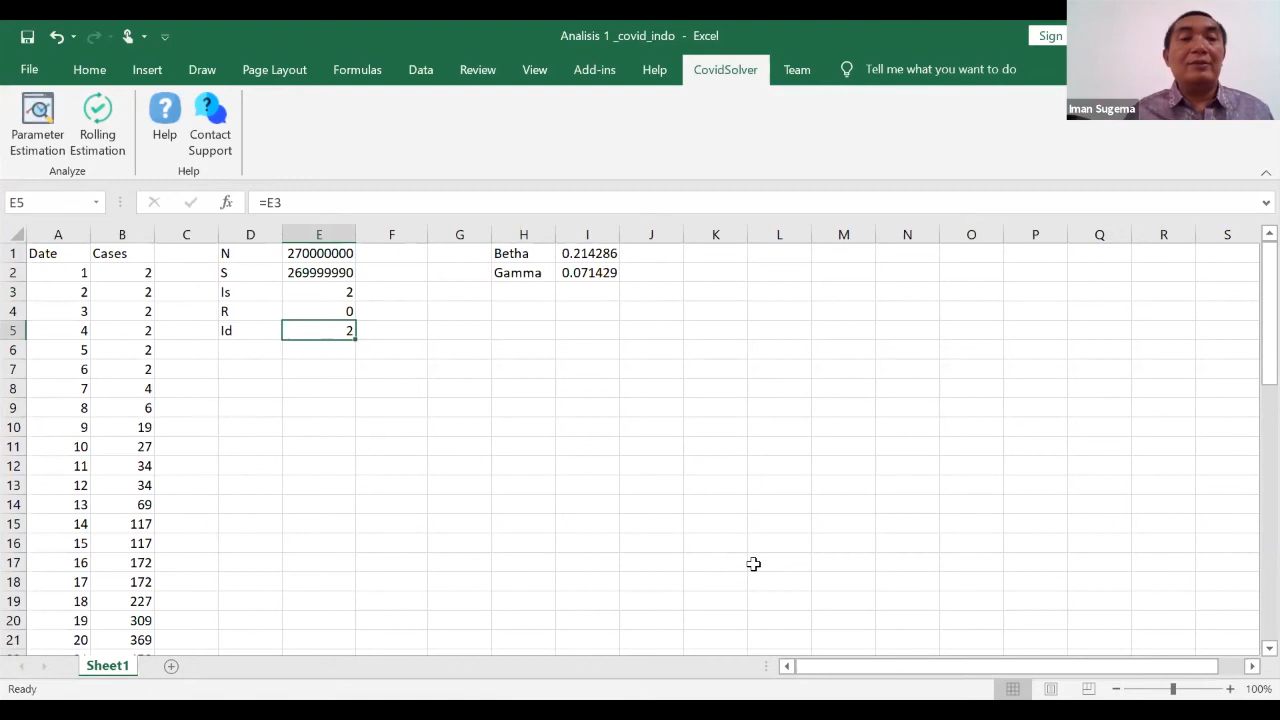 Analisis 1 _covid_indo - Excel
Sign
File Home Insert Draw Page Layout Formulas Data Review View Add-ins Help CovidSolver Team Tell me what you want to do
Iman Sugema
Parameter Estimation
Rolling Estimation
Help
Contact Support
Analyze Help
E5 fx =E3
A B C D E F G H I J K L M N O P Q R S
1 Date Cases N 270000000 Betha 0.214286
2 1 2 S 269999990 Gamma 0.071429
3 2 2 Is 2
4 3 2 R 0
5 4 2 Id 2
6 5 2
7 6 2
8 7 4
9 8 6
10 9 19
11 10 27
12 11 34
13 12 34
14 13 69
15 14 117
16 15 117
17 16 172
18 17 172
19 18 227
20 19 309
21 20 369
Sheet1
Ready 100%